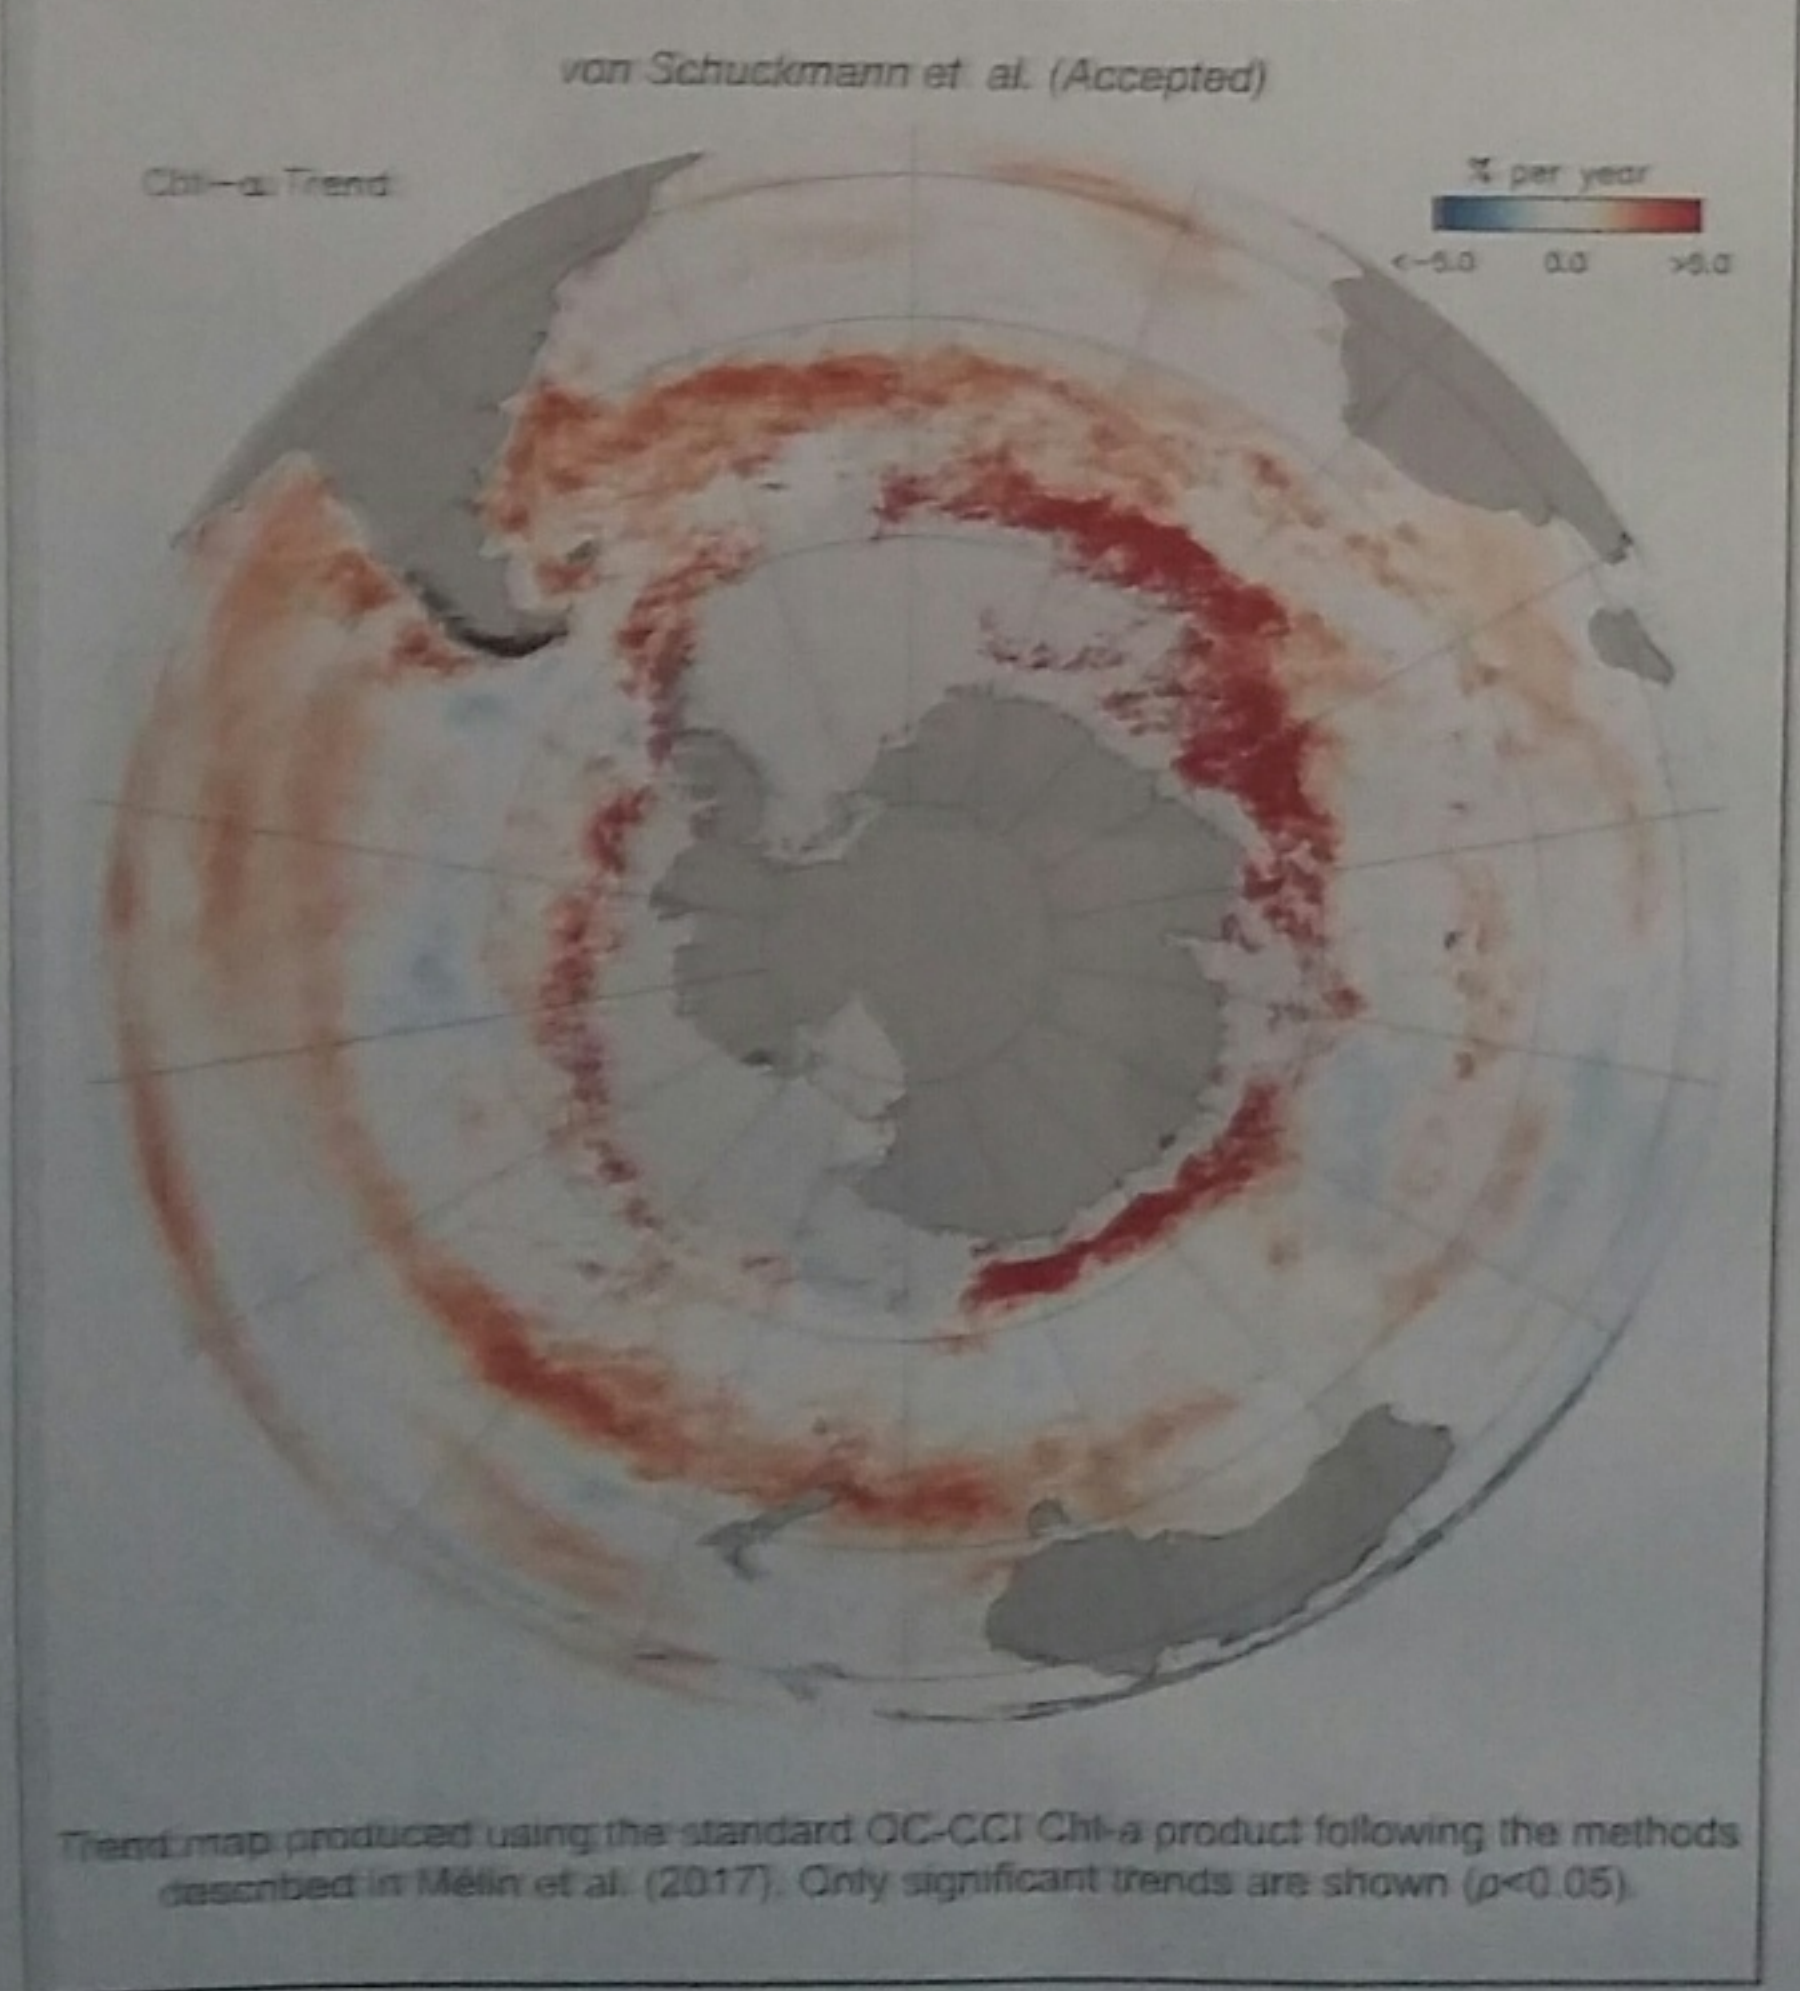 von Schuckmann et al. (Accepted)
Chl-a Trend
% per year
<-5.0 0.0 >5.0
Trend map produced using the standard OC-CCI Chl-a product following the methods
described in Mélin et al. (2017). Only significant trends are shown (p<0.05).